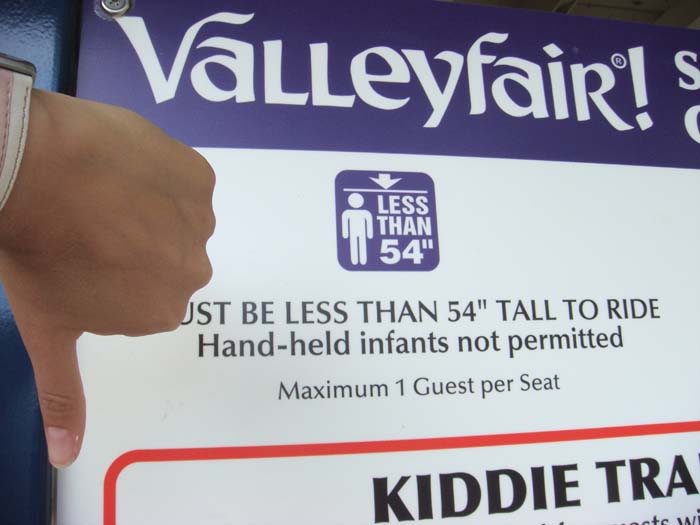 Valleyfair!®
LESS
THAN
54"
UST BE LESS THAN 54" TALL TO RIDE
Hand-held infants not permitted
Maximum 1 Guest per Seat
KIDDIE TRA